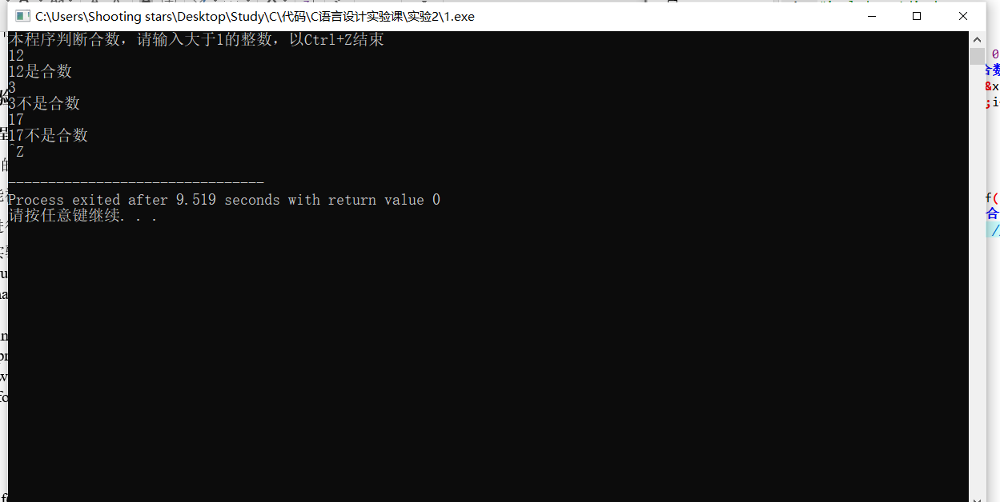 C:\Users\Shooting stars\Desktop\Study\C\代码\C语言设计实验课\实验2\1.exe
本程序判断合数，请输入大于1的整数，以Ctrl+Z结束
12
12是合数
3
3不是合数
17
17不是合数
^Z
--------------------------------
Process exited after 9.519 seconds with return value 0
请按任意键继续. . .